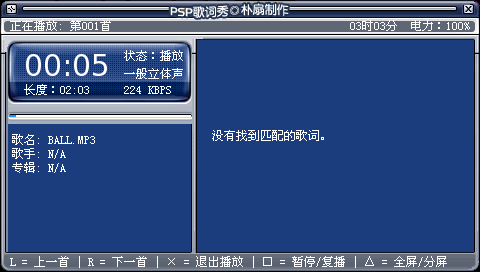 PSP歌词秀◎朴扇制作
正在播放: 第001首 03时03分 电力：100%
00:05
状态：播放
一般立体声
长度：02:03 224 KBPS
歌名: BALL.MP3
歌手: N/A
专辑: N/A
没有找到匹配的歌词。
L = 上一首 | R = 下一首 | × = 退出播放 | □ = 暂停/复播 | △ = 全屏/分屏